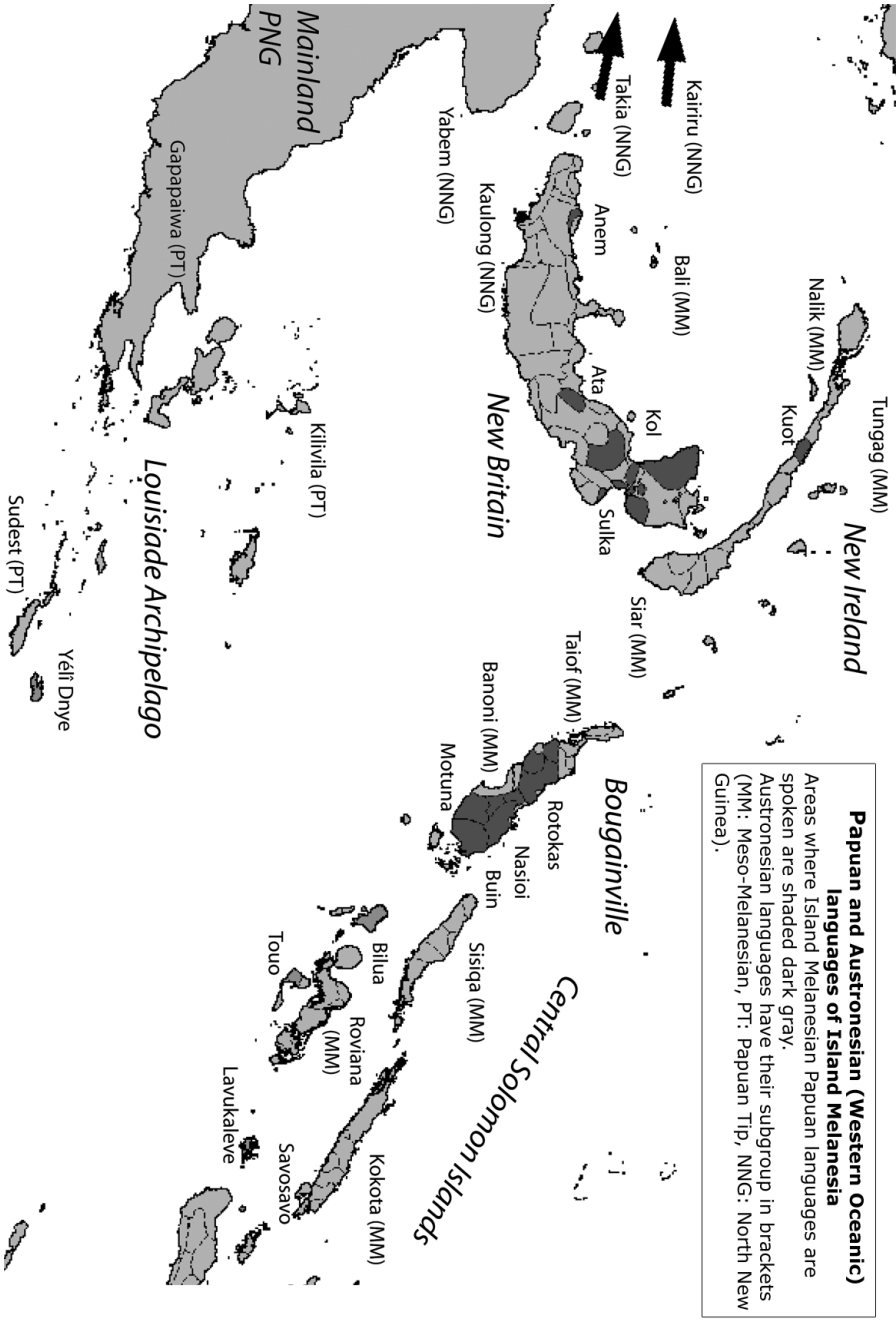 Papuan and Austronesian (Western Oceanic)
languages of Island Melanesia
Areas where Island Melanesian Papuan languages are
spoken are shaded dark gray.
Austronesian languages have their subgroup in brackets
(MM: Meso-Melanesian, PT: Papuan Tip, NNG: North New
Guinea).
Tungag (MM)
New Ireland
Nalik (MM)
Kuot
Kairiru (NNG)
Bali (MM)
Siar (MM)
Takia (NNG)
Anem
Ata
Kol
Sulka
Taiof (MM)
Bougainville
Yabem (NNG)
Kaulong (NNG)
New Britain
Banoni (MM)
Rotokas
Nasioi
Motuna
Buin
Sisiqa (MM)
Central Solomon Islands
Mainland
PNG
Kilivila (PT)
Bilua
Roviana
(MM)
Touo
Kokota (MM)
Gapapaiwa (PT)
Louisiade Archipelago
Lavukaleve
Savosavo
Sudest (PT)
Yélî Dnye